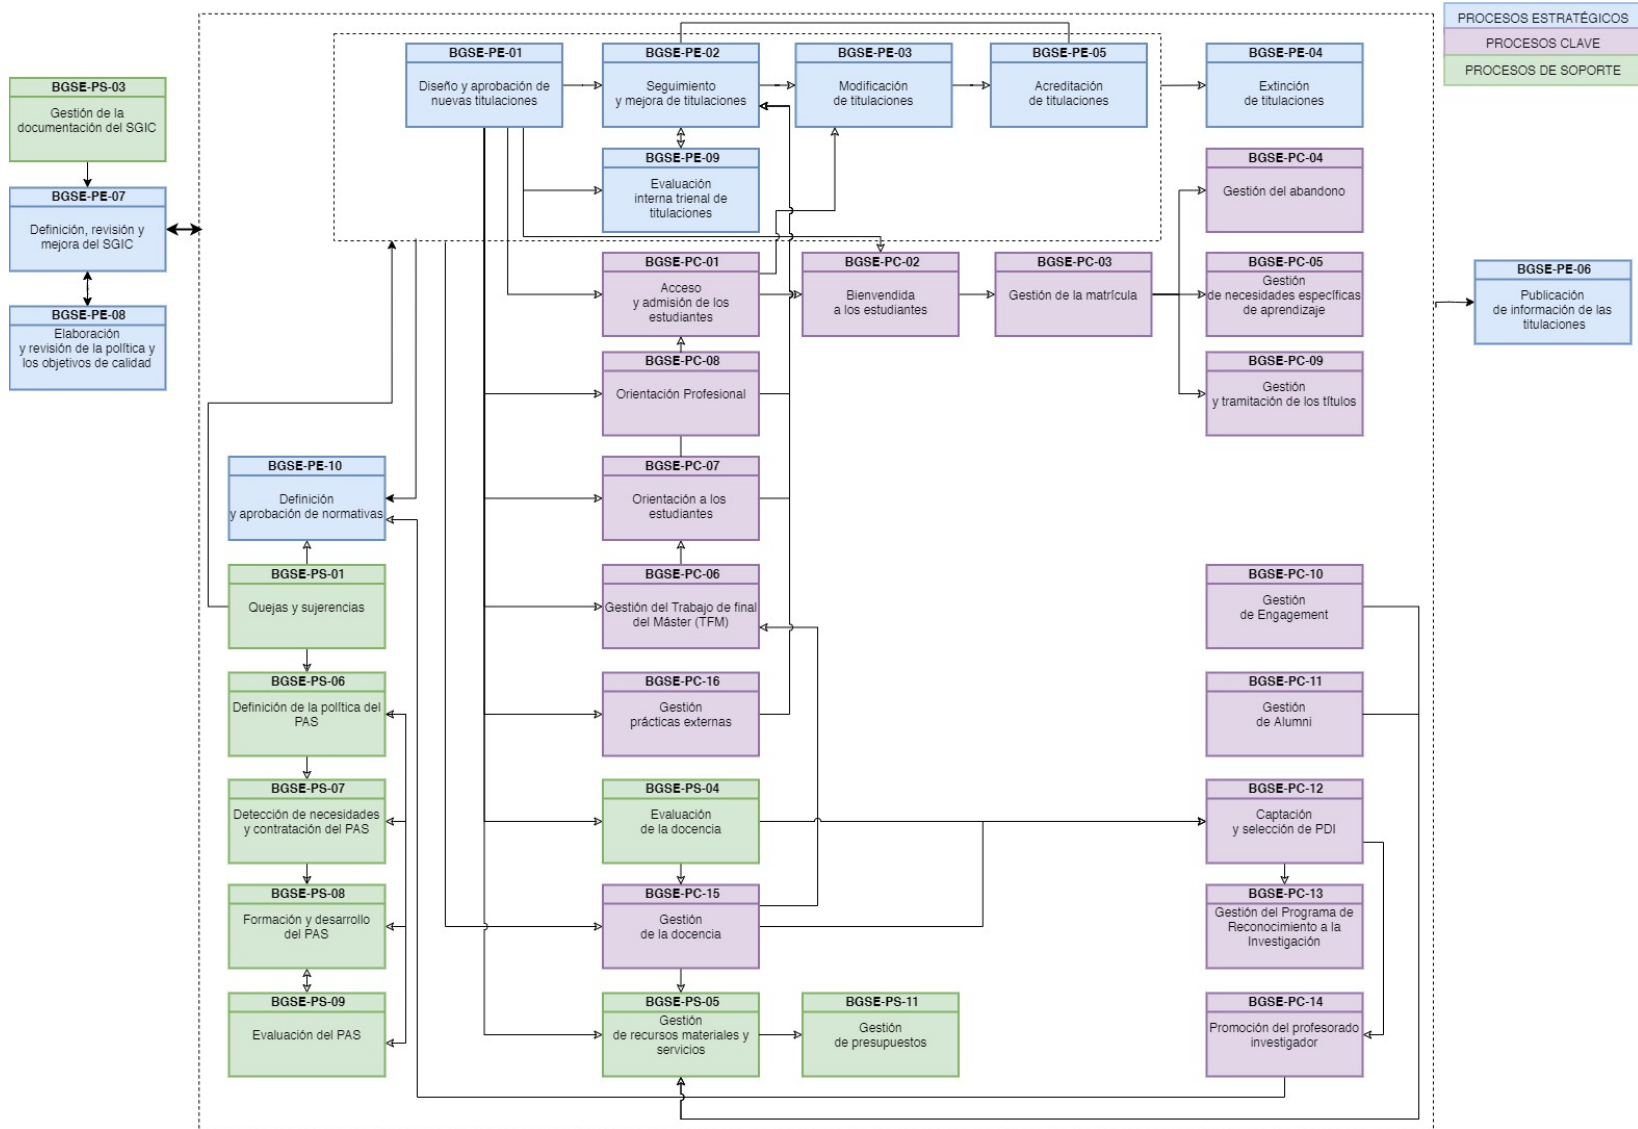 PROCESOS ESTRATÉGICOS
PROCESOS CLAVE
PROCESOS DE SOPORTE
BGSE-PS-03
Gestión de la
documentación del SGIC
BGSE-PE-07
Definición, revisión y
mejora del SGIC
BGSE-PE-08
Elaboración
y revisión de la política y
los objetivos de calidad
BGSE-PE-01
Diseño y aprobación de
nuevas titulaciones
BGSE-PE-02
Seguimiento
y mejora de titulaciones
BGSE-PE-03
Modificación
de titulaciones
BGSE-PE-05
Acreditación
de titulaciones
BGSE-PE-04
Extinción
de titulaciones
BGSE-PE-09
Evaluación
interna trienal de
titulaciones
BGSE-PC-04
Gestión del abandono
BGSE-PC-01
Acceso
y admisión de los
estudiantes
BGSE-PC-02
Bienvendida
a los estudiantes
BGSE-PC-03
Gestión de la matrícula
BGSE-PC-05
Gestión
de necesidades específicas
de aprendizaje
BGSE-PE-06
Publicación
de información de las
titulaciones
BGSE-PC-08
Orientación Profesional
BGSE-PC-09
Gestión
y tramitación de los títulos
BGSE-PE-10
Definición
y aprobación de normativas
BGSE-PC-07
Orientación a los
estudiantes
BGSE-PS-01
Quejas y sujerencias
BGSE-PC-06
Gestión del Trabajo de final
del Máster (TFM)
BGSE-PC-10
Gestión
de Engagement
BGSE-PS-06
Definición de la política del
PAS
BGSE-PC-16
Gestión
prácticas externas
BGSE-PC-11
Gestión
de Alumni
BGSE-PS-07
Detección de necesidades
y contratación del PAS
BGSE-PS-04
Evaluación
de la docencia
BGSE-PC-12
Captación
y selección de PDI
BGSE-PS-08
Formación y desarrollo
del PAS
BGSE-PC-15
Gestión
de la docencia
BGSE-PC-13
Gestión del Programa de
Reconocimiento a la
Investigación
BGSE-PS-09
Evaluación del PAS
BGSE-PS-05
Gestión
de recursos materiales y
servicios
BGSE-PS-11
Gestión
de presupuestos
BGSE-PC-14
Promoción del profesorado
investigador